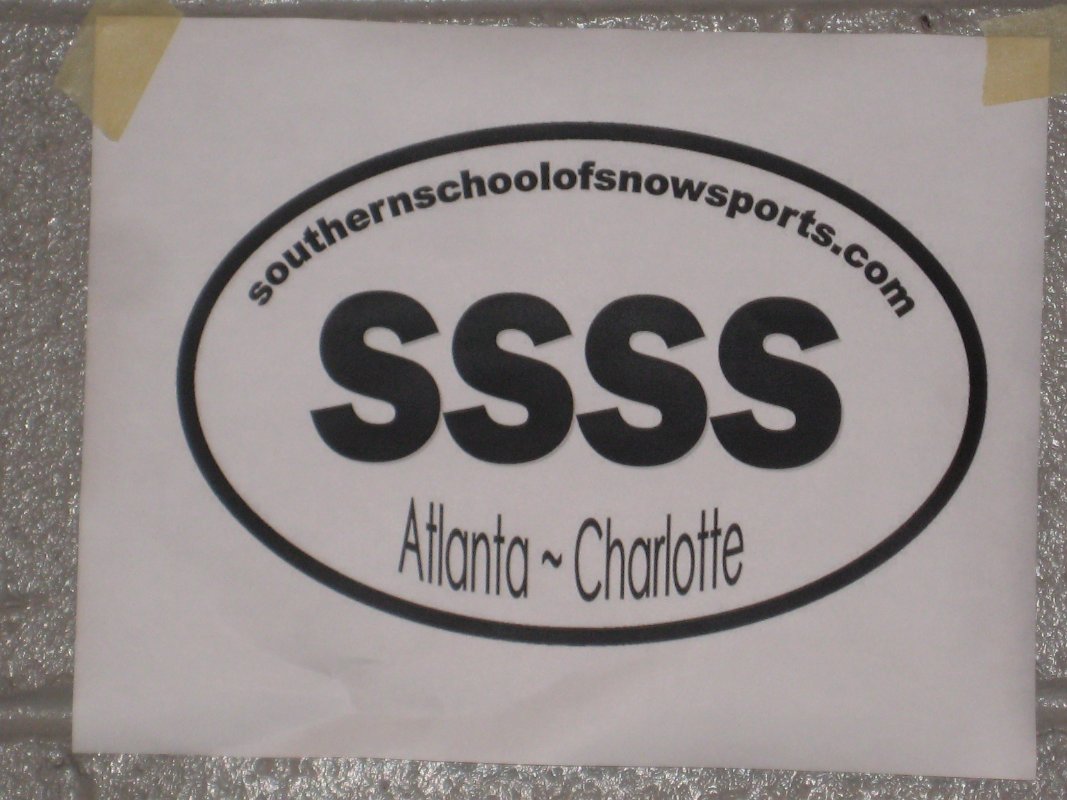 southernschoolofsnowsports.com
SSSS
Atlanta ~ Charlotte